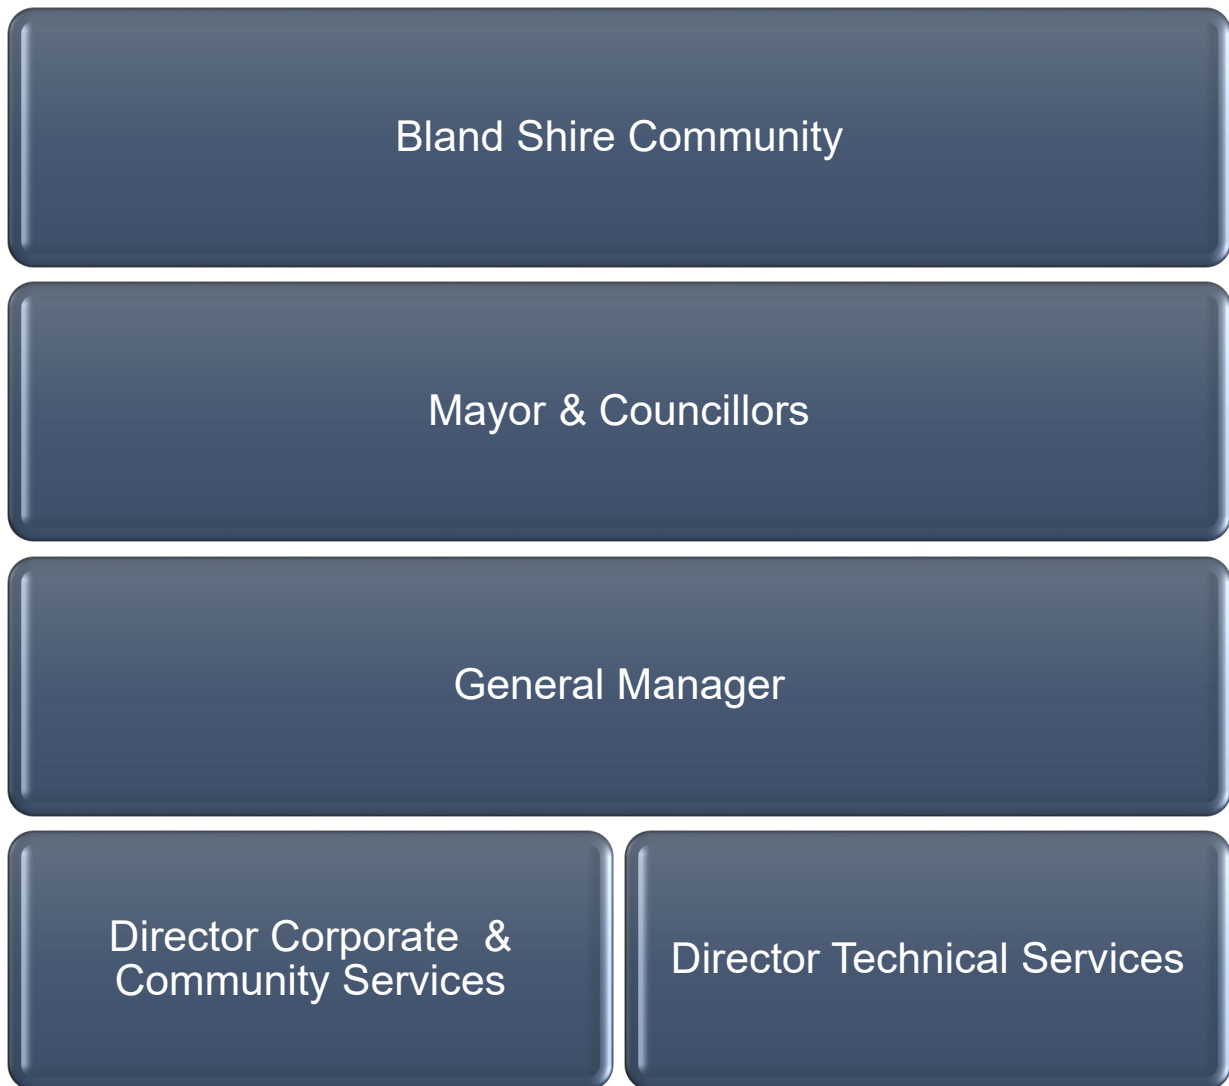 Bland Shire Community
Mayor & Councillors
General Manager
Director Corporate  &
Community Services
Director Technical Services